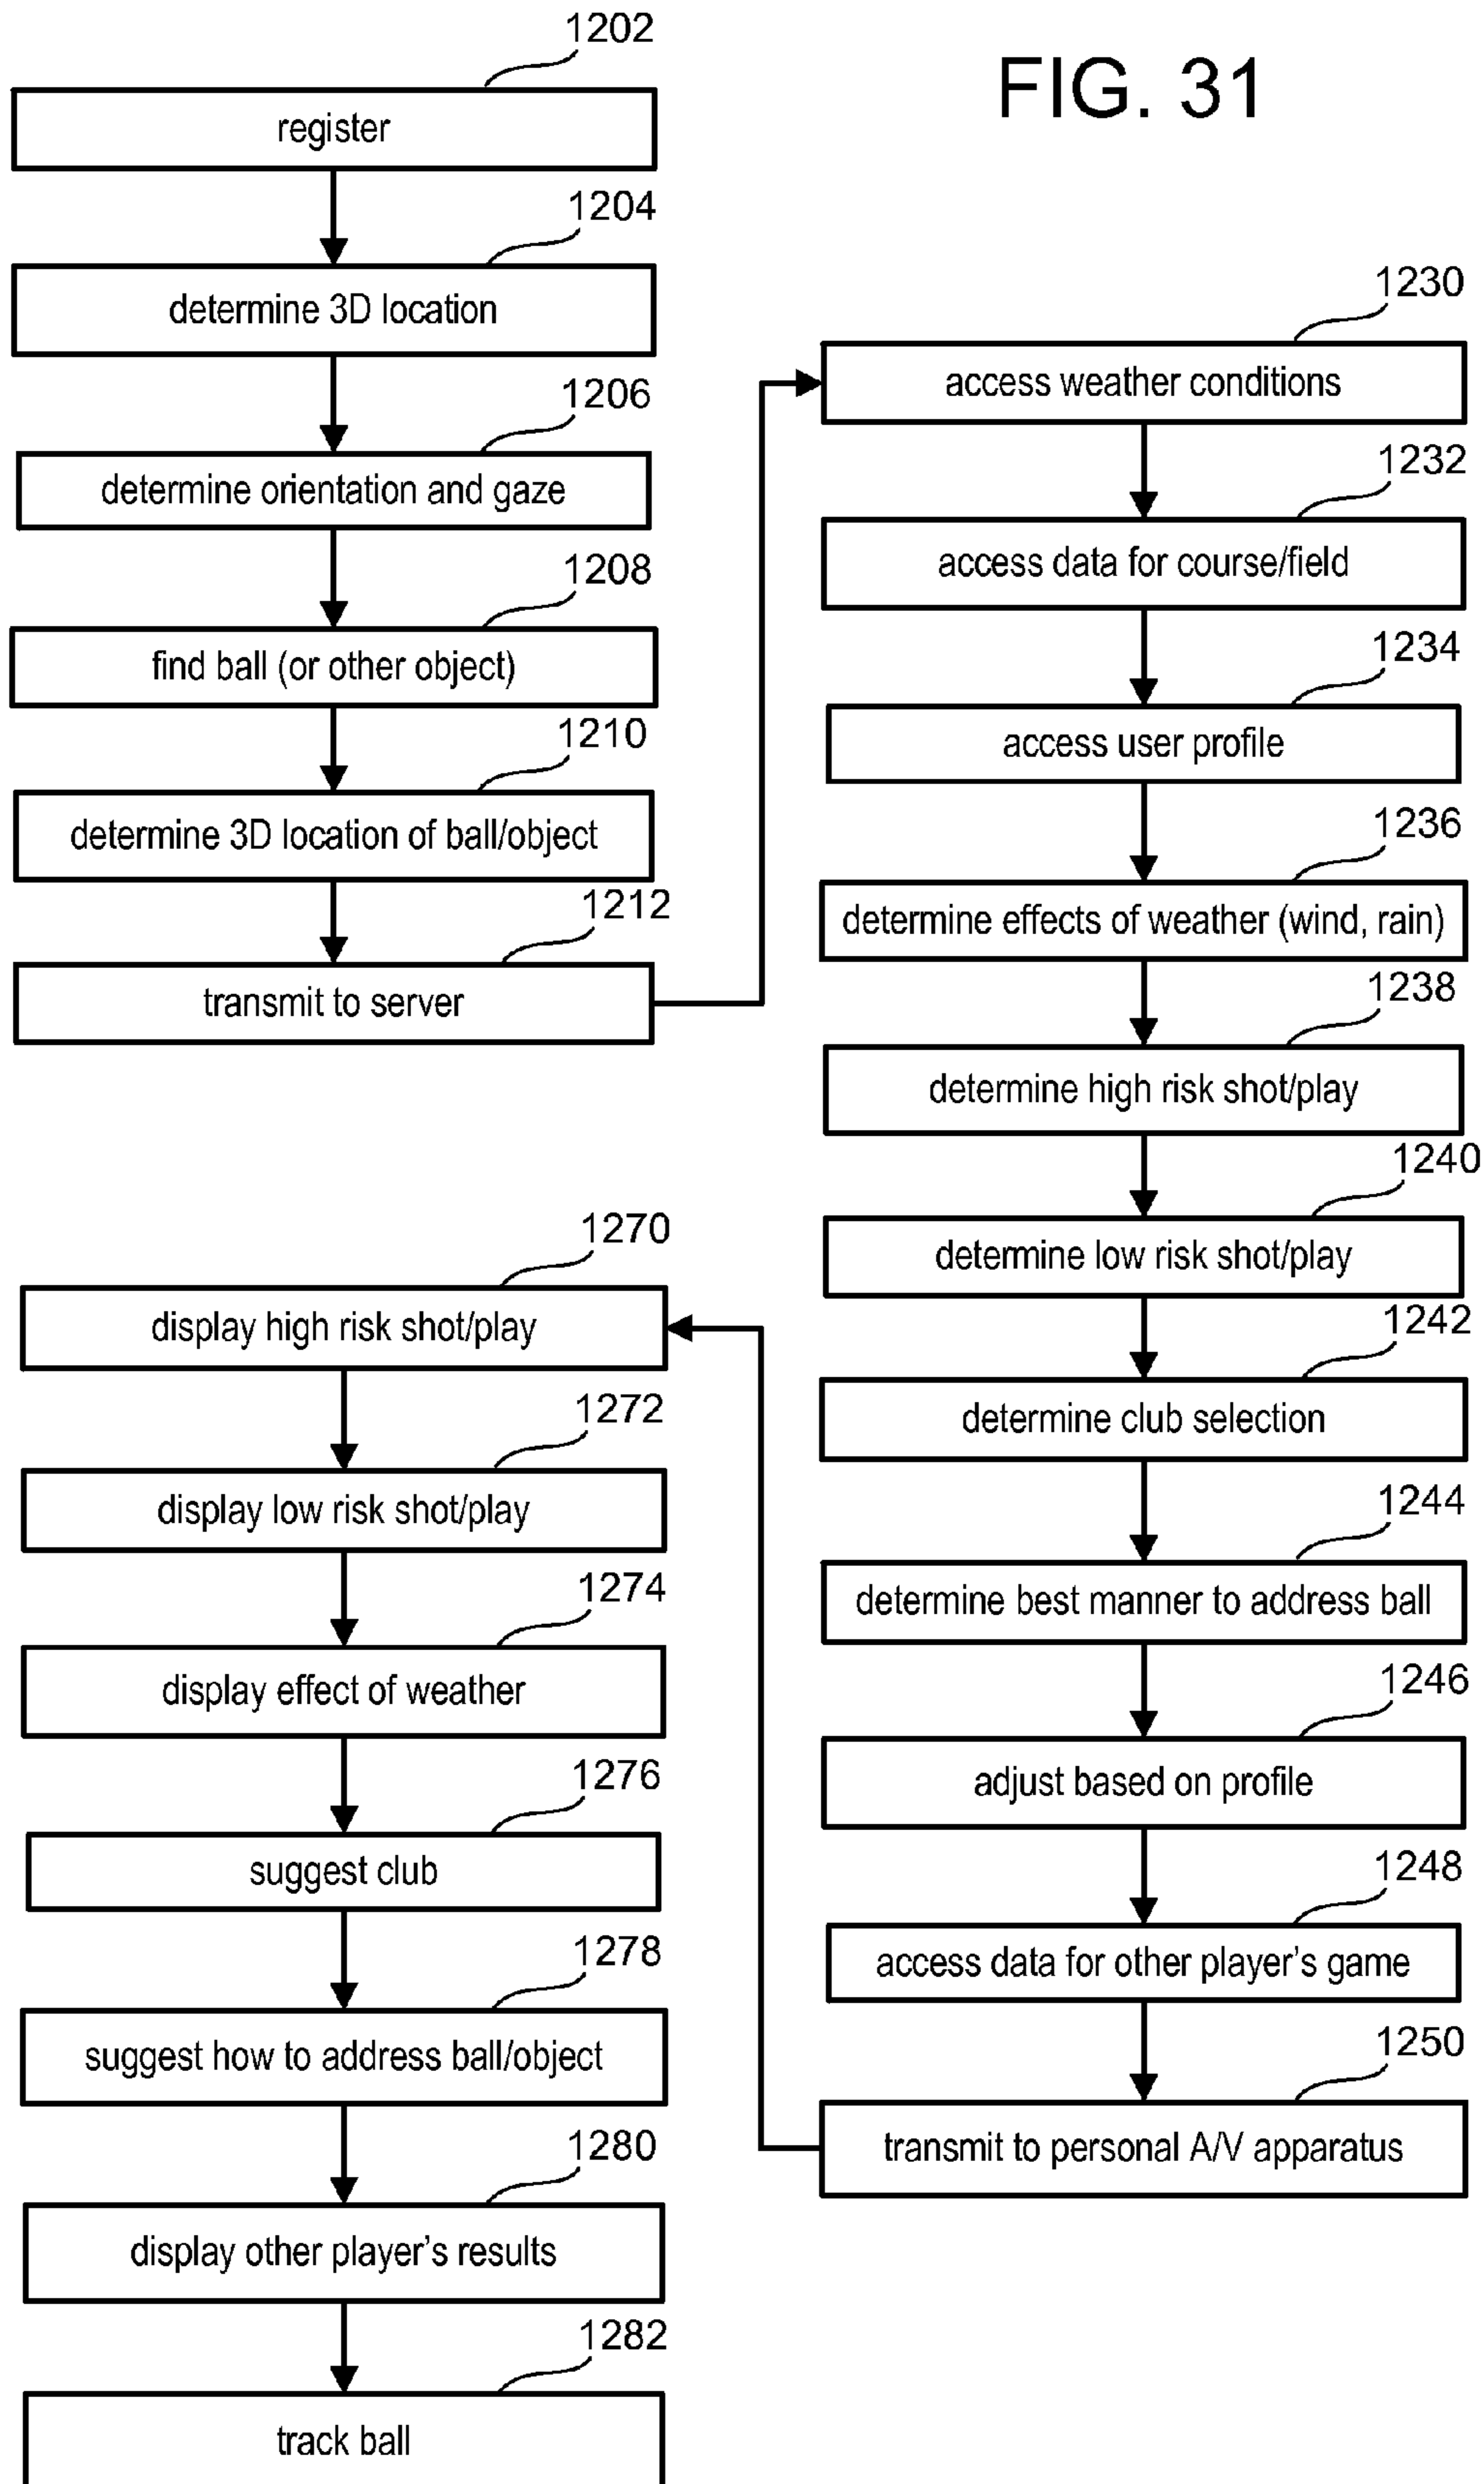 FIG. 31
1202
register
1204
determine 3D location
1206
determine orientation and gaze
1208
find ball (or other object)
1210
determine 3D location of ball/object
1212
transmit to server
1230
access weather conditions
1232
access data for course/field
1234
access user profile
1236
determine effects of weather (wind, rain)
1238
determine high risk shot/play
1240
determine low risk shot/play
1242
determine club selection
1244
determine best manner to address ball
1246
adjust based on profile
1248
access data for other player's game
1250
transmit to personal A/V apparatus
1270
display high risk shot/play
1272
display low risk shot/play
1274
display effect of weather
1276
suggest club
1278
suggest how to address ball/object
1280
display other player's results
1282
track ball